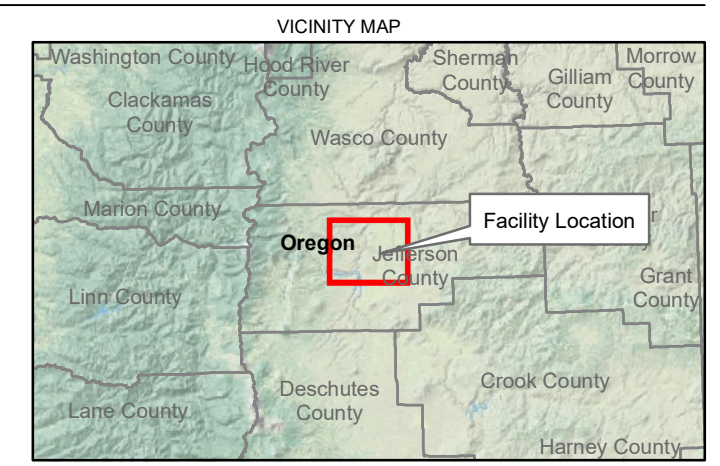 VICINITY MAP
Washington County
Hood River
County
Sherman
County
Gilliam
County
Morrow
County
Clackamas
County
Wasco County
Marion County
Facility Location
Oregon
Jefferson
County
Grant
County
Linn County
Deschutes
County
Crook County
Lane County
Harney County